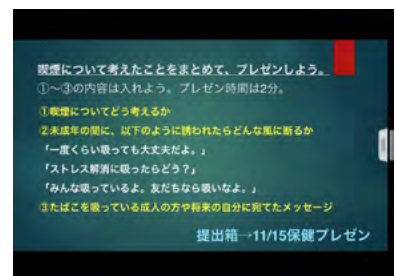 喫煙について考えたことをまとめて、プレゼンしよう。
①～③の内容は入れよう。プレゼン時間は2分。
①喫煙についてどう考えるか
②未成年の間に、以下のように誘われたらどんな風に断るか
「一度くらい吸っても大丈夫だよ。」
「ストレス解消に吸ったらどう？」
「みんな吸っているよ。友だちなら吸いなよ。」
③たばこを吸っている成人の方や将来の自分に宛てたメッセージ
提出箱→11/15保健プレゼン